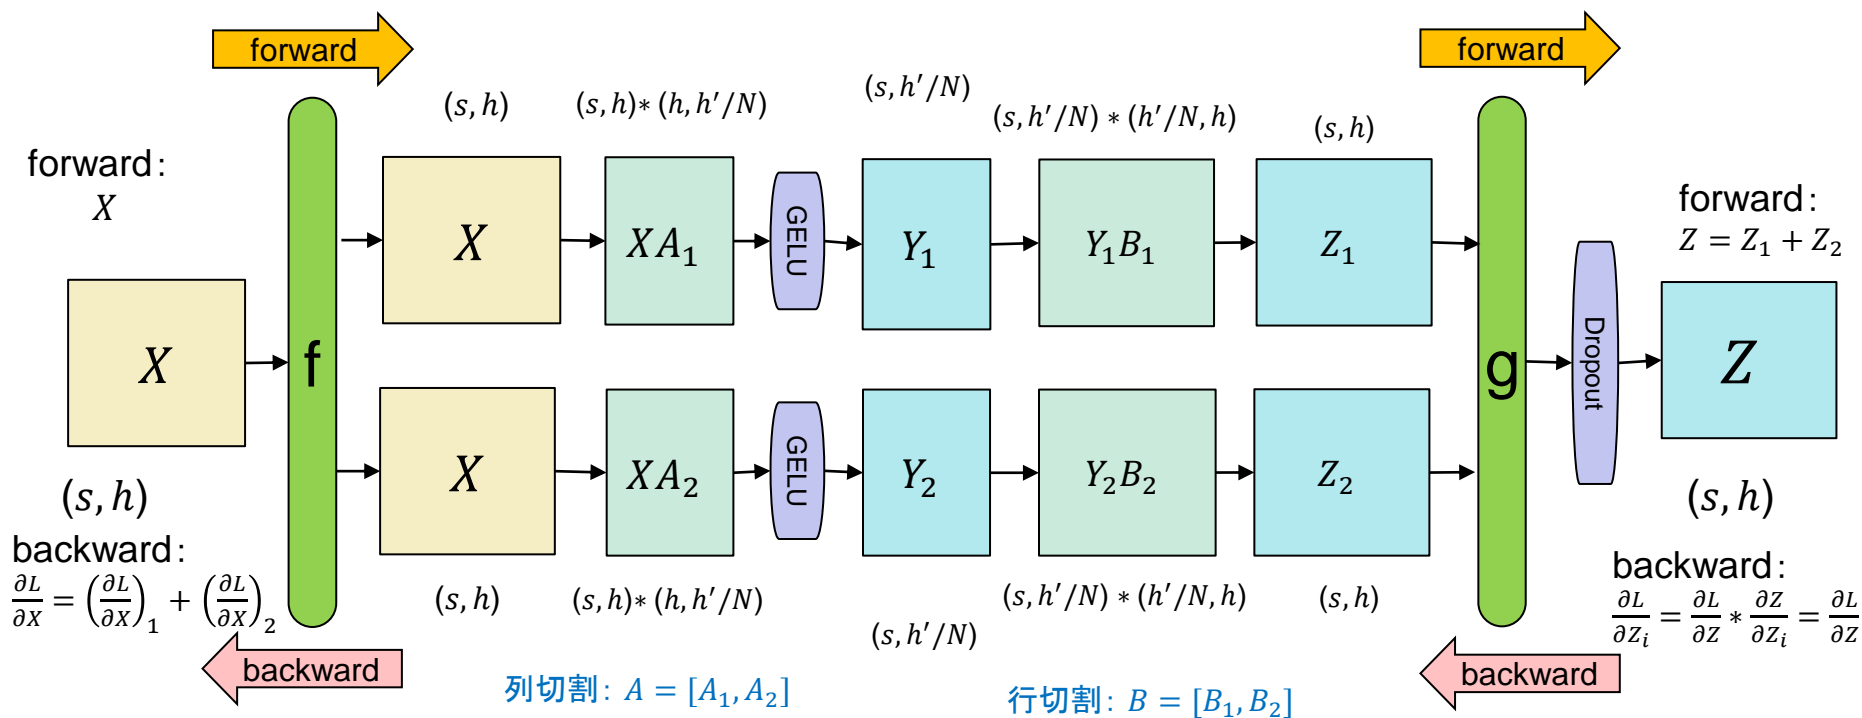 forward
forward
(s, h)
(s, h)∗(h, h′/N)
(s, h′/N)
(s, h′/N) ∗ (h′/N, h)
(s, h)
forward：
X
X
f
X
XA₁
GELU
Y₁
Y₁B₁
Z₁
g
Dropout
forward：
Z = Z₁ + Z₂
Z
X
XA₂
GELU
Y₂
Y₂B₂
Z₂
(s, h)
(s, h)
backward：
∂L/∂X = (∂L/∂X)₁ + (∂L/∂X)₂
backward：
∂L/∂Zᵢ = ∂L/∂Z ∗ ∂Z/∂Zᵢ = ∂L/∂Z
(s, h)
(s, h)∗(h, h′/N)
(s, h′/N)
(s, h′/N) ∗ (h′/N, h)
(s, h)
backward
backward
列切割：A = [A₁, A₂]
行切割：B = [B₁, B₂]